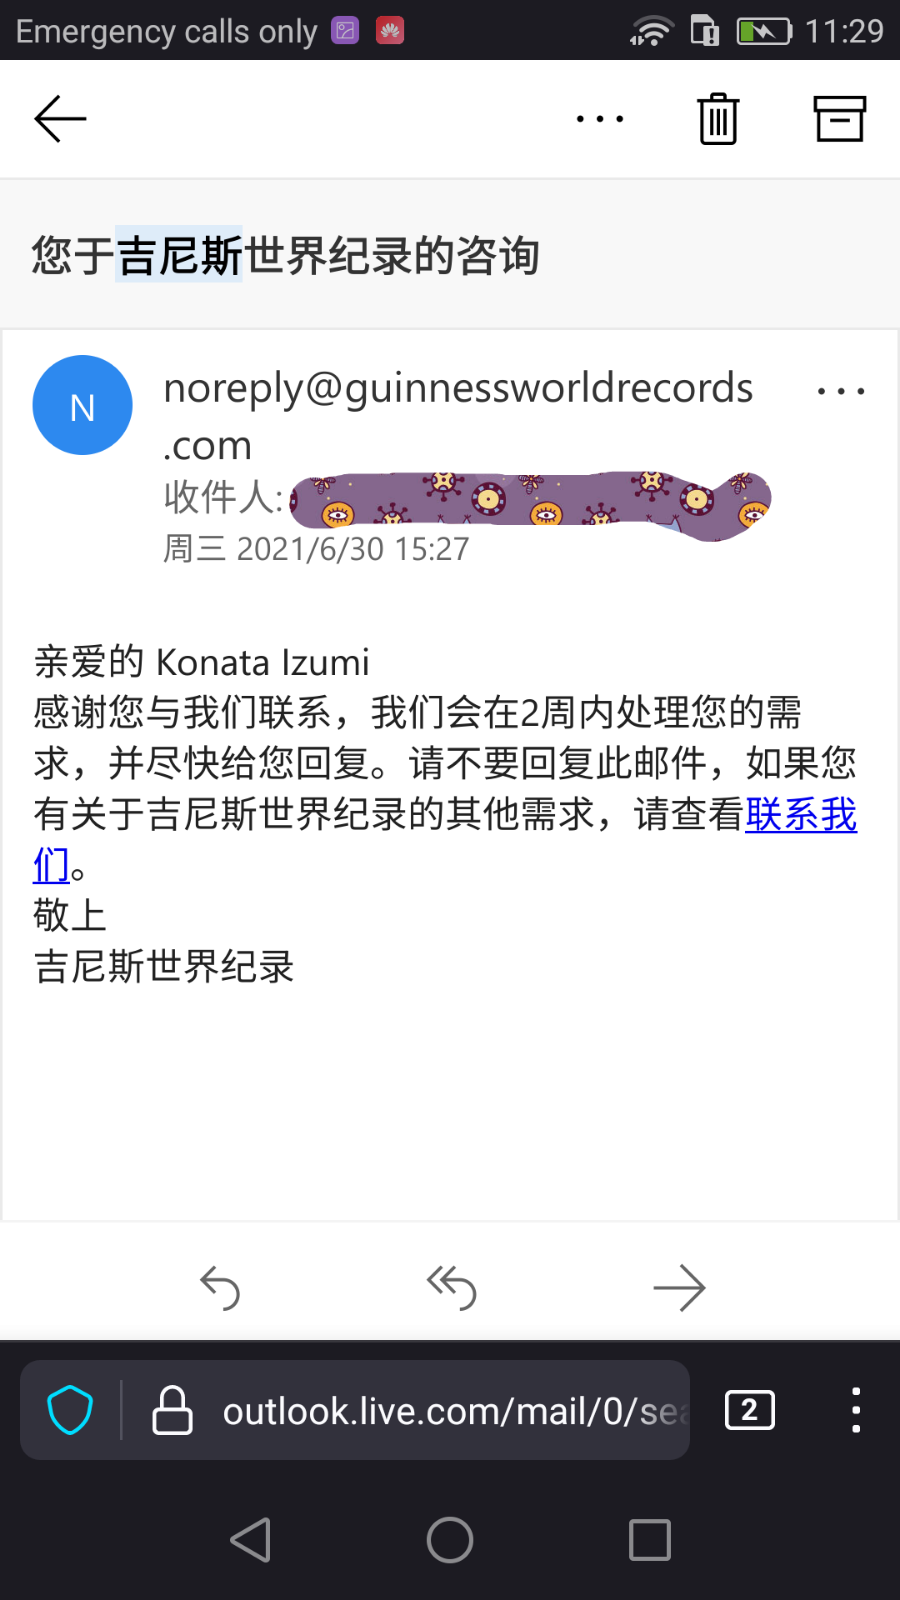 Emergency calls only
11:29
您于吉尼斯世界纪录的咨询
N
noreply@guinnessworldrecords
.com
收件人:
周三 2021/6/30 15:27
亲爱的 Konata Izumi
感谢您与我们联系，我们会在2周内处理您的需
求，并尽快给您回复。请不要回复此邮件，如果您
有关于吉尼斯世界纪录的其他需求，请查看联系我
们。
敬上
吉尼斯世界纪录
outlook.live.com/mail/0/sea
2